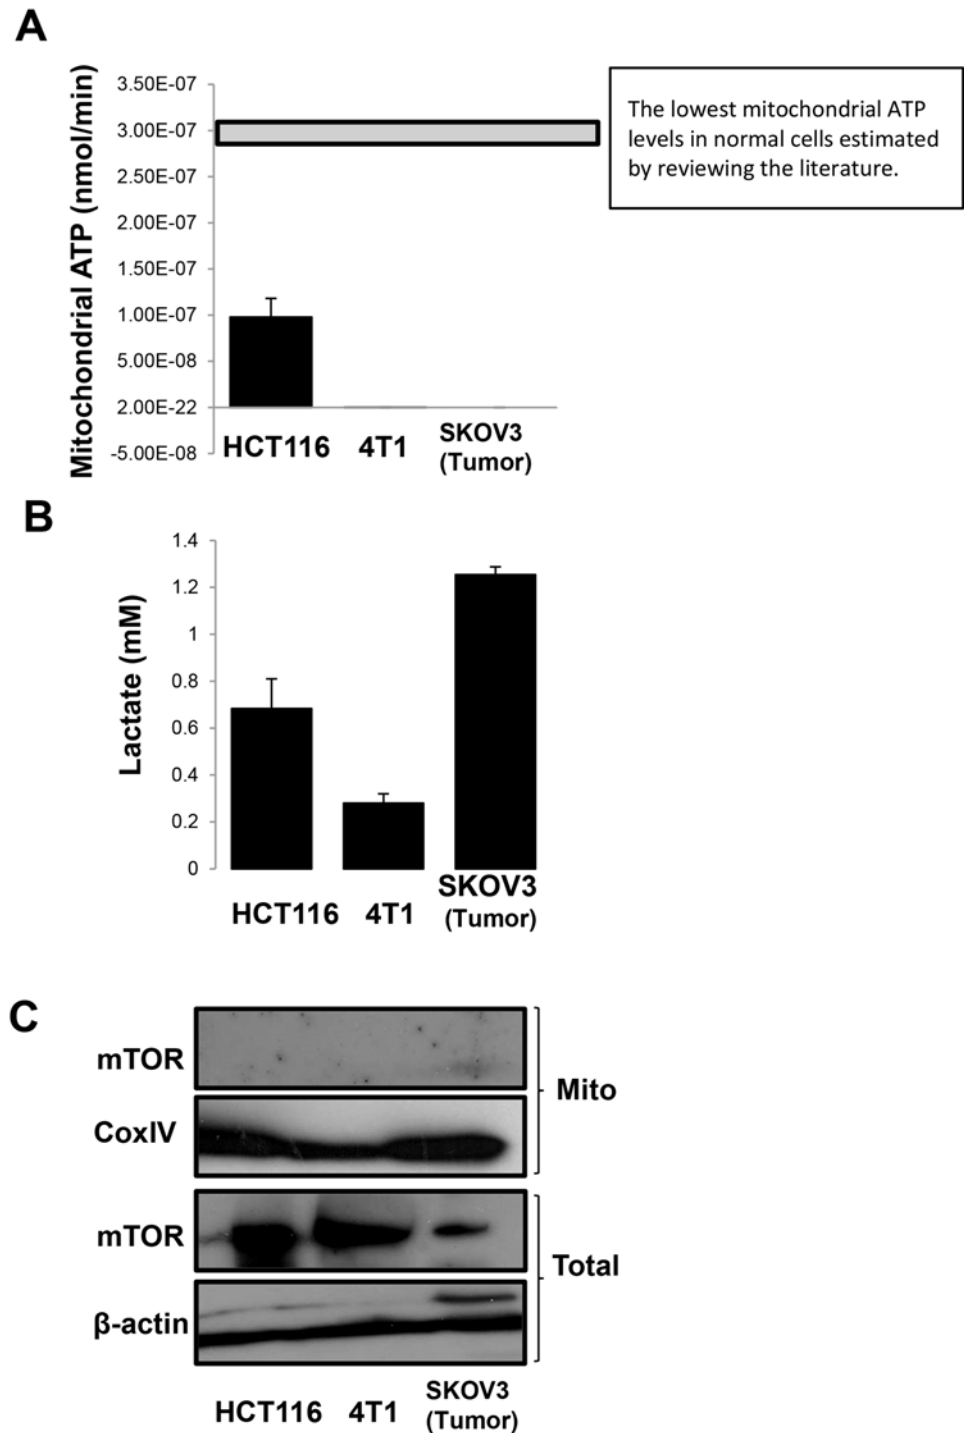 A
Mitochondrial ATP (nmol/min)
3.50E-07
3.00E-07
2.50E-07
2.00E-07
1.50E-07
1.00E-07
5.00E-08
2.00E-22
-5.00E-08
HCT116
4T1
SKOV3
(Tumor)
The lowest mitochondrial ATP
levels in normal cells estimated
by reviewing the literature.
B
Lactate (mM)
1.4
1.2
1
0.8
0.6
0.4
0.2
0
HCT116
4T1
SKOV3
(Tumor)
C
mTOR
CoxIV
Mito
mTOR
β-actin
Total
HCT116
4T1
SKOV3
(Tumor)